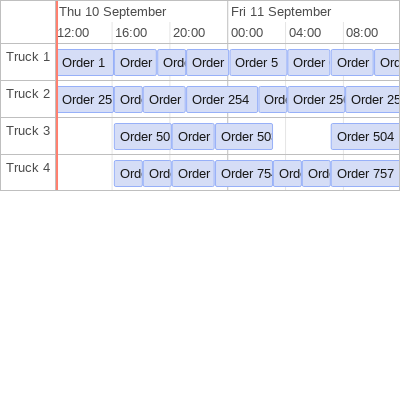 Thu 10 September Fri 11 September
12:00 16:00 20:00 00:00 04:00 08:00
Truck 1 Order 1 Order Ord Order Order 5 Order Order Ord
Truck 2 Order 25 Ord Order Order 254 Ord Order 25 Order 25
Truck 3 Order 50 Order Order 50 Order 504
Truck 4 Ord Ord Order Order 75 Ord Ord Order 757